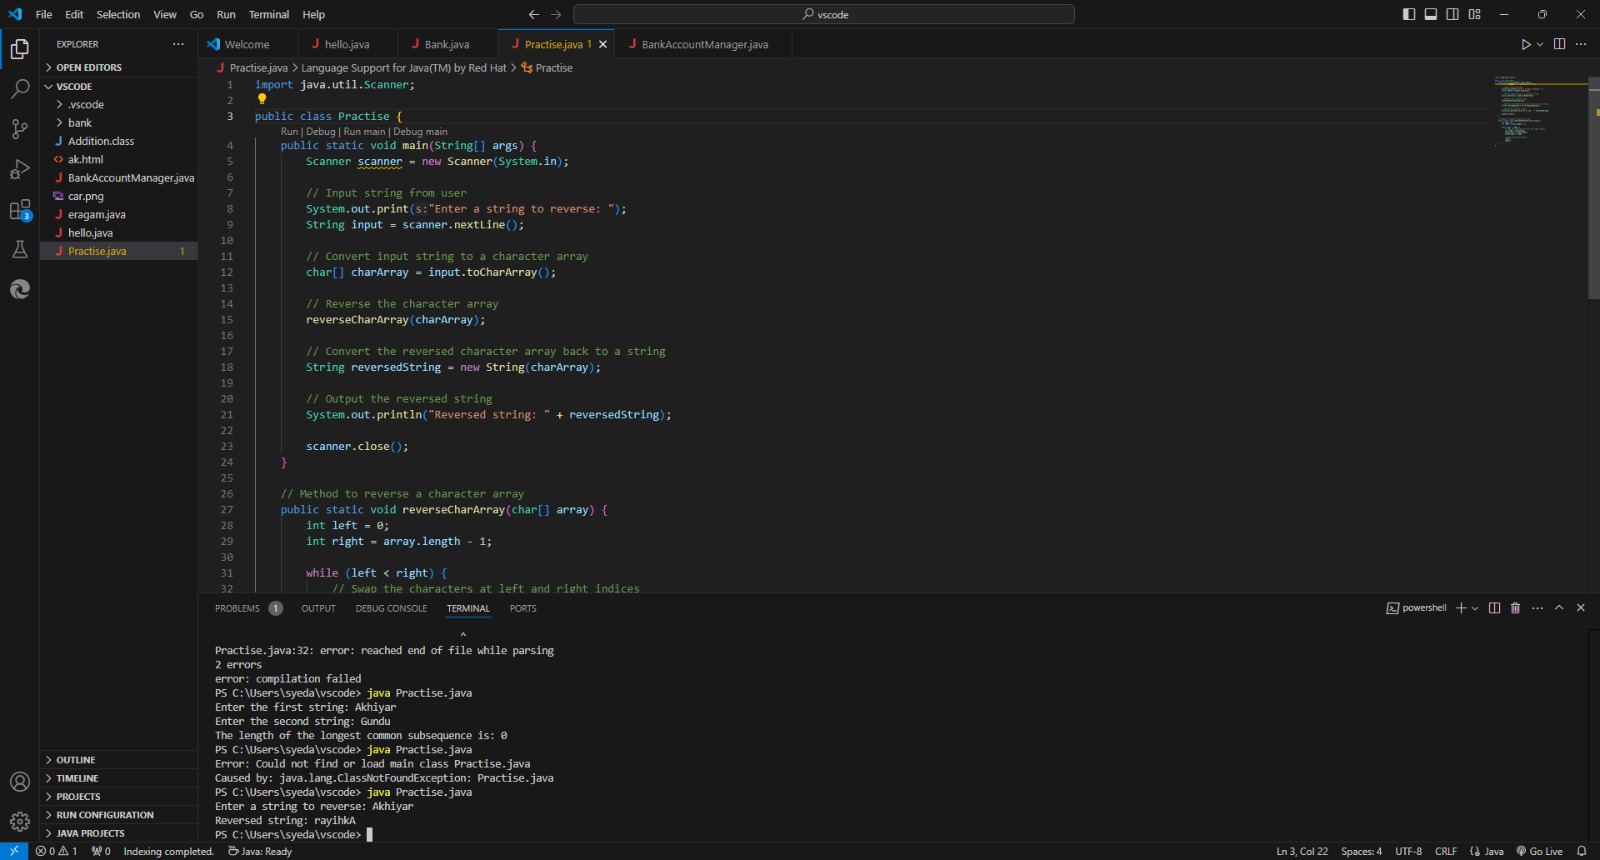 File Edit Selection View Go Run Terminal Help
vscode
EXPLORER
Welcome
hello.java
Bank.java
Practise.java 1
BankAccountManager.java
OPEN EDITORS
VSCODE
.vscode
bank
Addition.class
ak.html
BankAccountManager.java
car.png
eragam.java
hello.java
Practise.java 1
3
OUTLINE
TIMELINE
PROJECTS
RUN CONFIGURATION
JAVA PROJECTS
Practise.java > Language Support for Java(TM) by Red Hat > Practise
1 import java.util.Scanner;
2
3 public class Practise {
Run | Debug | Run main | Debug main
4 public static void main(String[] args) {
5 Scanner scanner = new Scanner(System.in);
6
7 // Input string from user
8 System.out.print(s:"Enter a string to reverse: ");
9 String input = scanner.nextLine();
10
11 // Convert input string to a character array
12 char[] charArray = input.toCharArray();
13
14 // Reverse the character array
15 reverseCharArray(charArray);
16
17 // Convert the reversed character array back to a string
18 String reversedString = new String(charArray);
19
20 // Output the reversed string
21 System.out.println("Reversed string: " + reversedString);
22
23 scanner.close();
24 }
25
26 // Method to reverse a character array
27 public static void reverseCharArray(char[] array) {
28 int left = 0;
29 int right = array.length - 1;
30
31 while (left < right) {
32 // Swap the characters at left and right indices
PROBLEMS 1 OUTPUT DEBUG CONSOLE TERMINAL PORTS
powershell
^
Practise.java:32: error: reached end of file while parsing
2 errors
error: compilation failed
PS C:\Users\syeda\vscode> java Practise.java
Enter the first string: Akhiyar
Enter the second string: Gundu
The length of the longest common subsequence is: 0
PS C:\Users\syeda\vscode> java Practise.java
Error: Could not find or load main class Practise.java
Caused by: java.lang.ClassNotFoundException: Practise.java
PS C:\Users\syeda\vscode> java Practise.java
Enter a string to reverse: Akhiyar
Reversed string: rayihkA
PS C:\Users\syeda\vscode>
0 1 0 Indexing completed. Java: Ready
Ln 3, Col 22 Spaces: 4 UTF-8 CRLF Java Go Live